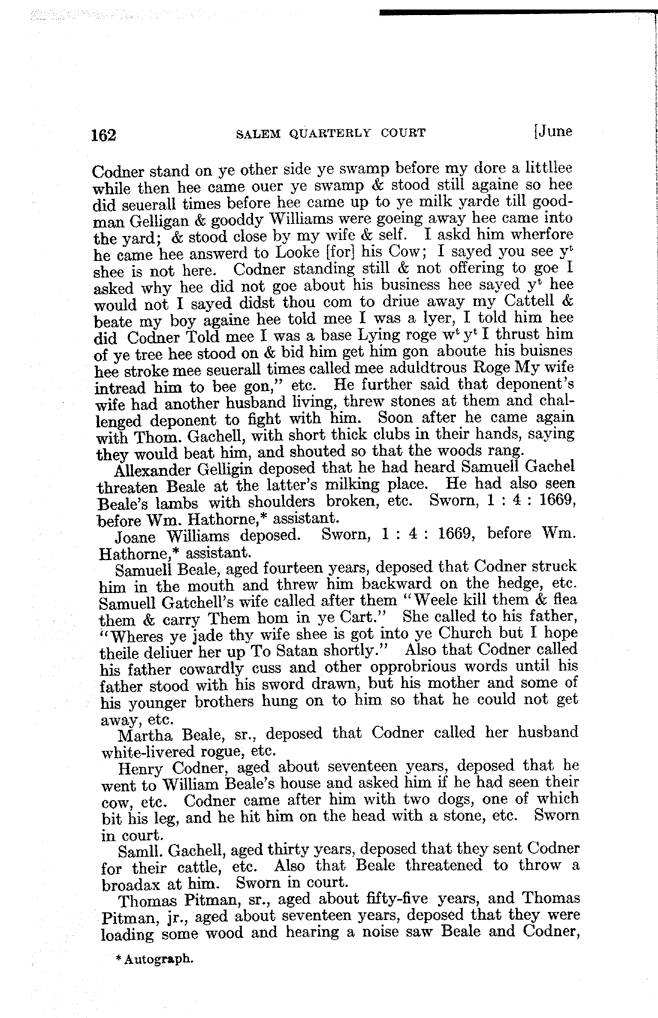 162 SALEM QUARTERLY COURT [June
Codner stand on ye other side ye swamp before my dore a littllee
while then hee came ouer ye swamp & stood still againe so hee
did seuerall times before hee came up to ye milk yarde till good-
man Gelligan & gooddy Williams were goeing away hee came into
the yard; & stood close by my wife & self. I askd him wherfore
he came hee answerd to Looke [for] his Cow; I sayed you see yᵗ
shee is not here. Codner standing still & not offering to goe I
asked why hee did not goe about his business hee sayed yᵗ hee
would not I sayed didst thou com to driue away my Cattell &
beate my boy againe hee told mee I was a lyer, I told him hee
did Codner Told mee I was a base Lying roge wᵗ yᵗ I thrust him
of ye tree hee stood on & bid him get him gon aboute his buisnes
hee stroke mee seuerall times called mee aduldtrous Roge My wife
intread him to bee gon,” etc. He further said that deponent's
wife had another husband living, threw stones at them and chal-
lenged deponent to fight with him. Soon after he came again
with Thom. Gachell, with short thick clubs in their hands, saying
they would beat him, and shouted so that the woods rang.
Allexander Gelligin deposed that he had heard Samuell Gachel
threaten Beale at the latter's milking place. He had also seen
Beale's lambs with shoulders broken, etc. Sworn, 1 : 4 : 1669,
before Wm. Hathorne,* assistant.
Joane Williams deposed. Sworn, 1 : 4 : 1669, before Wm.
Hathorne,* assistant.
Samuell Beale, aged fourteen years, deposed that Codner struck
him in the mouth and threw him backward on the hedge, etc.
Samuell Gatchell's wife called after them “Weele kill them & flea
them & carry Them hom in ye Cart.” She called to his father,
“Wheres ye jade thy wife shee is got into ye Church but I hope
theile deliuer her up To Satan shortly.” Also that Codner called
his father cowardly cuss and other opprobrious words until his
father stood with his sword drawn, but his mother and some of
his younger brothers hung on to him so that he could not get
away, etc.
Martha Beale, sr., deposed that Codner called her husband
white-livered rogue, etc.
Henry Codner, aged about seventeen years, deposed that he
went to William Beale's house and asked him if he had seen their
cow, etc. Codner came after him with two dogs, one of which
bit his leg, and he hit him on the head with a stone, etc. Sworn
in court.
Samll. Gachell, aged thirty years, deposed that they sent Codner
for their cattle, etc. Also that Beale threatened to throw a
broadax at him. Sworn in court.
Thomas Pitman, sr., aged about fifty-five years, and Thomas
Pitman, jr., aged about seventeen years, deposed that they were
loading some wood and hearing a noise saw Beale and Codner,
* Autograph.